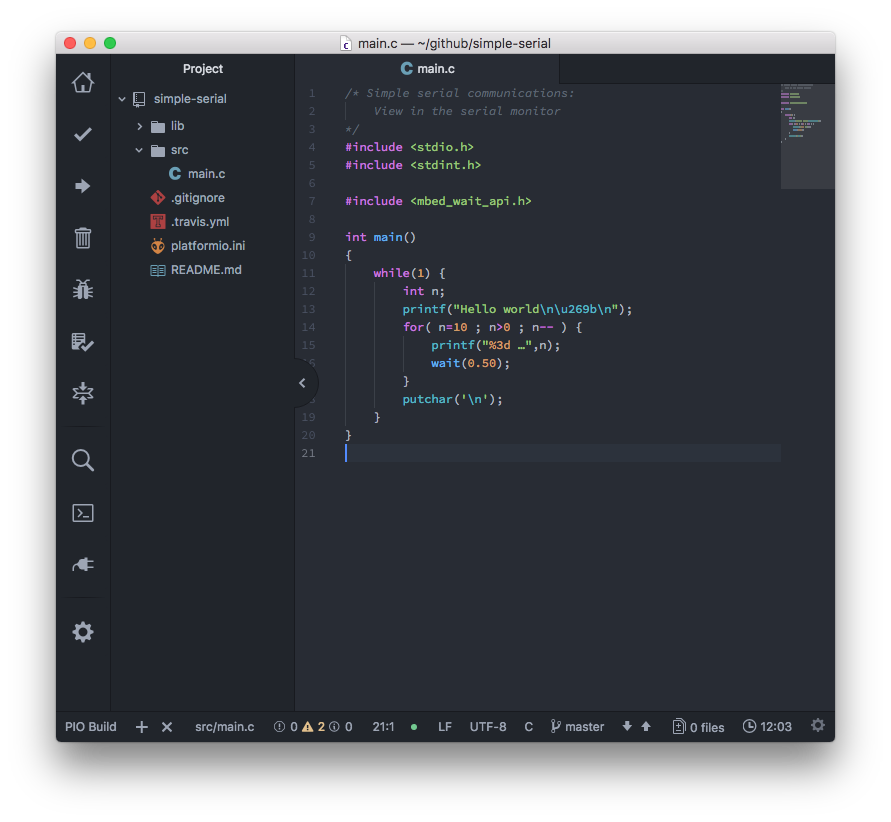 main.c — ~/github/simple-serial
Project
main.c
simple-serial
lib
src
main.c
.gitignore
.travis.yml
platformio.ini
README.md
1 /* Simple serial communications:
2     View in the serial monitor
3 */
4 #include <stdio.h>
5 #include <stdint.h>
6
7 #include <mbed_wait_api.h>
8
9 int main()
10 {
11     while(1) {
12         int n;
13         printf("Hello world\n\u269b\n");
14         for( n=10 ; n>0 ; n-- ) {
15             printf("%3d …",n);
wait(0.50);
}
putchar('\n');
19     }
20 }
21
PIO Build src/main.c 0 2 0 21:1 LF UTF-8 C master 0 files 12:03